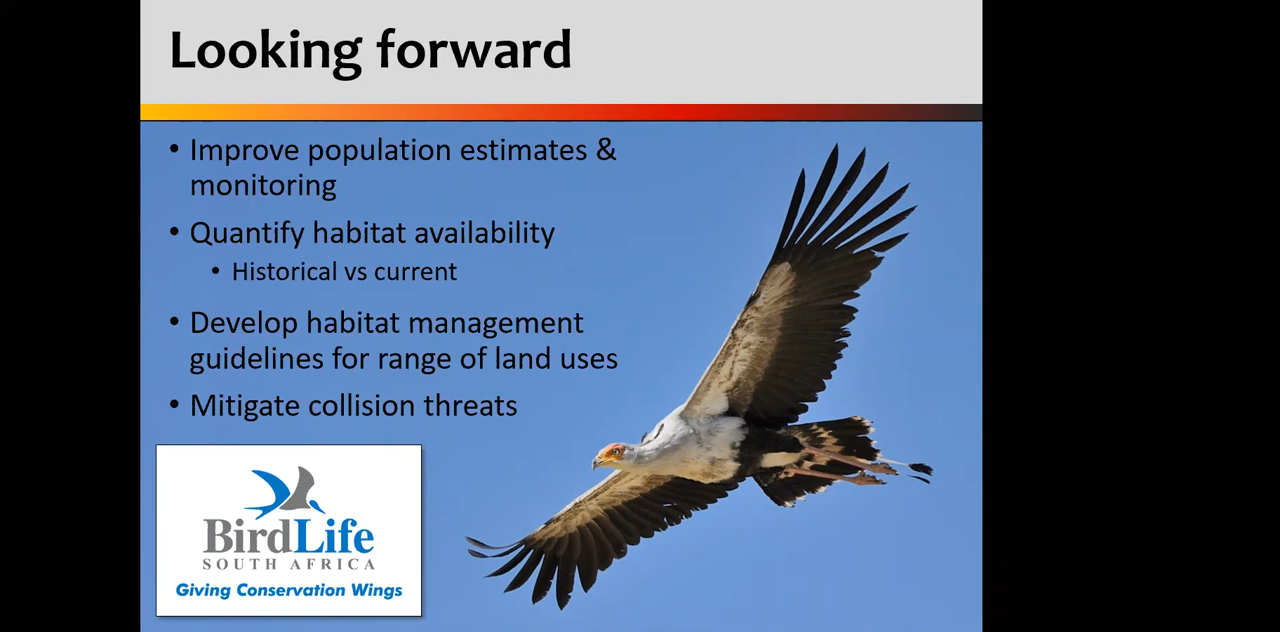 Looking forward
• Improve population estimates &
monitoring
• Quantify habitat availability
• Historical vs current
• Develop habitat management
guidelines for range of land uses
• Mitigate collision threats
BirdLife
SOUTH AFRICA
Giving Conservation Wings